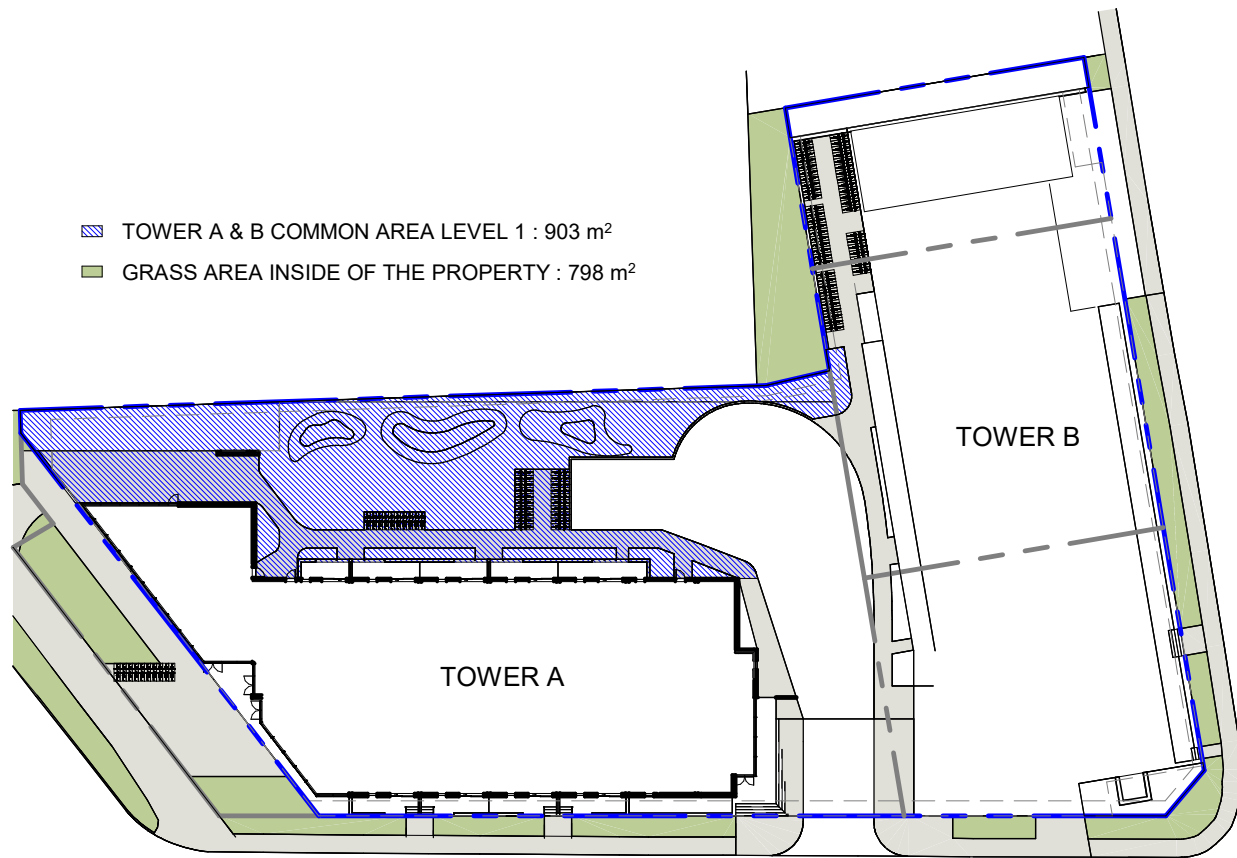 TOWER A & B COMMON AREA LEVEL 1 : 903 m²
GRASS AREA INSIDE OF THE PROPERTY : 798 m²
TOWER B
TOWER A